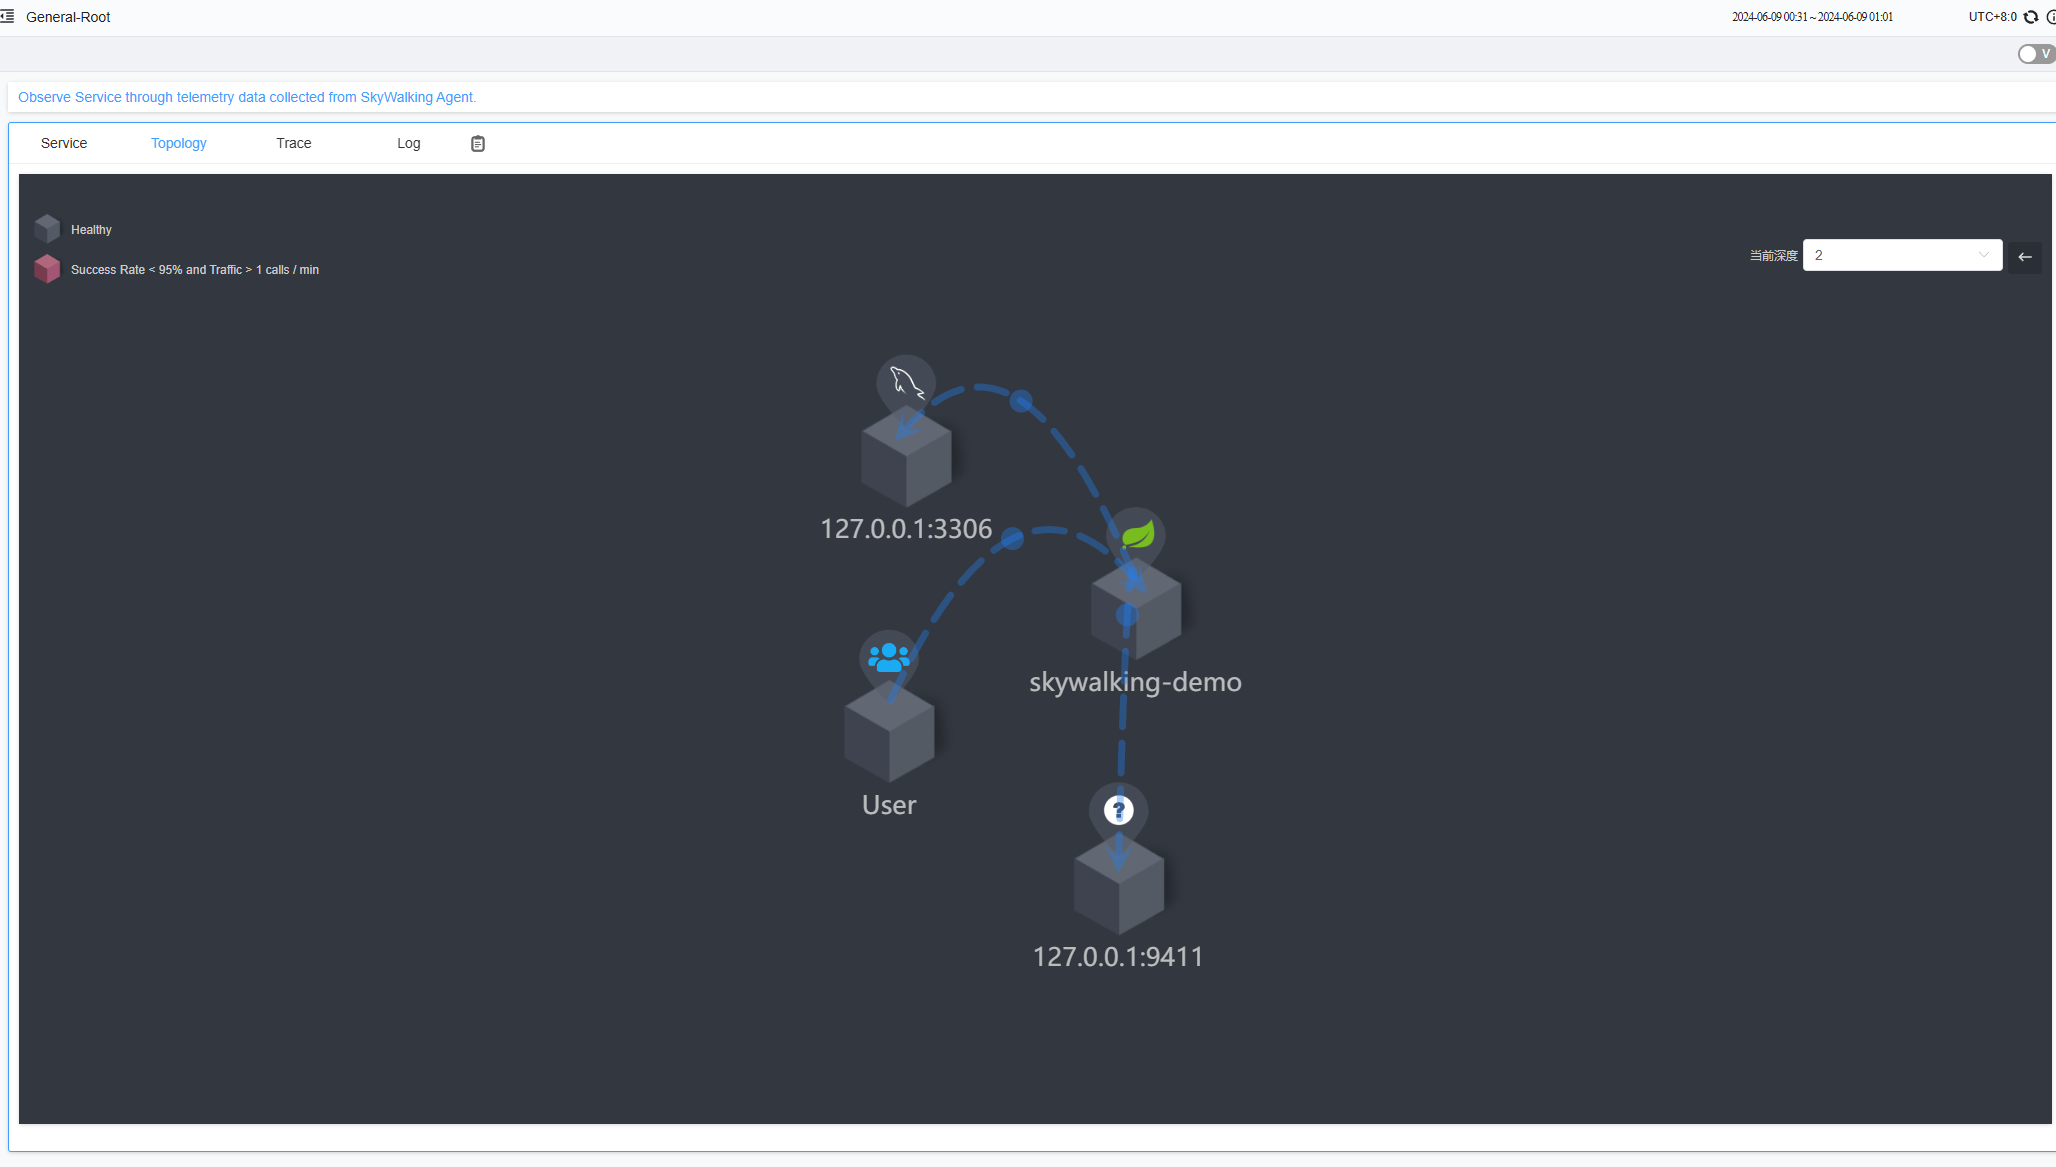 General-Root
2024-06-09 00:31 ~ 2024-06-09 01:01
UTC+8:0
V
Observe Service through telemetry data collected from SkyWalking Agent.
Service
Topology
Trace
Log
Healthy
Success Rate < 95% and Traffic > 1 calls / min
当前深度
2
127.0.0.1:3306
skywalking-demo
User
?
127.0.0.1:9411